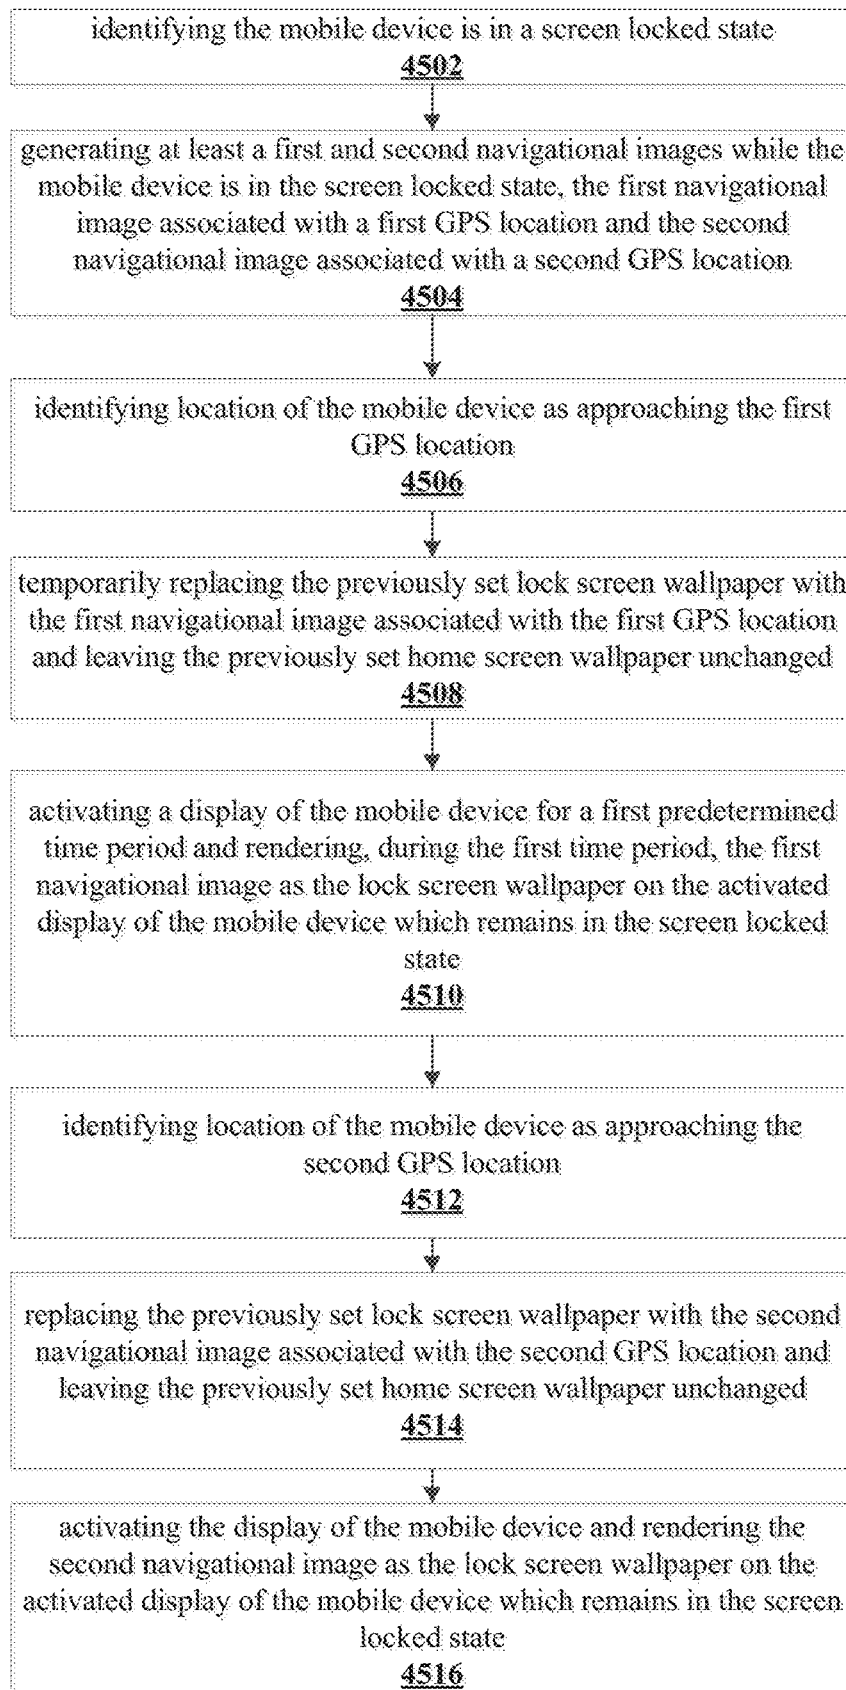 identifying the mobile device is in a screen locked state
4502
generating at least a first and second navigational images while the
mobile device is in the screen locked state, the first navigational
image associated with a first GPS location and the second
navigational image associated with a second GPS location
4504
identifying location of the mobile device as approaching the first
GPS location
4506
temporarily replacing the previously set lock screen wallpaper with
the first navigational image associated with the first GPS location
and leaving the previously set home screen wallpaper unchanged
4508
activating a display of the mobile device for a first predetermined
time period and rendering, during the first time period, the first
navigational image as the lock screen wallpaper on the activated
display of the mobile device which remains in the screen locked
state
4510
identifying location of the mobile device as approaching the
second GPS location
4512
replacing the previously set lock screen wallpaper with the second
navigational image associated with the second GPS location and
leaving the previously set home screen wallpaper unchanged
4514
activating the display of the mobile device and rendering the
second navigational image as the lock screen wallpaper on the
activated display of the mobile device which remains in the screen
locked state
4516